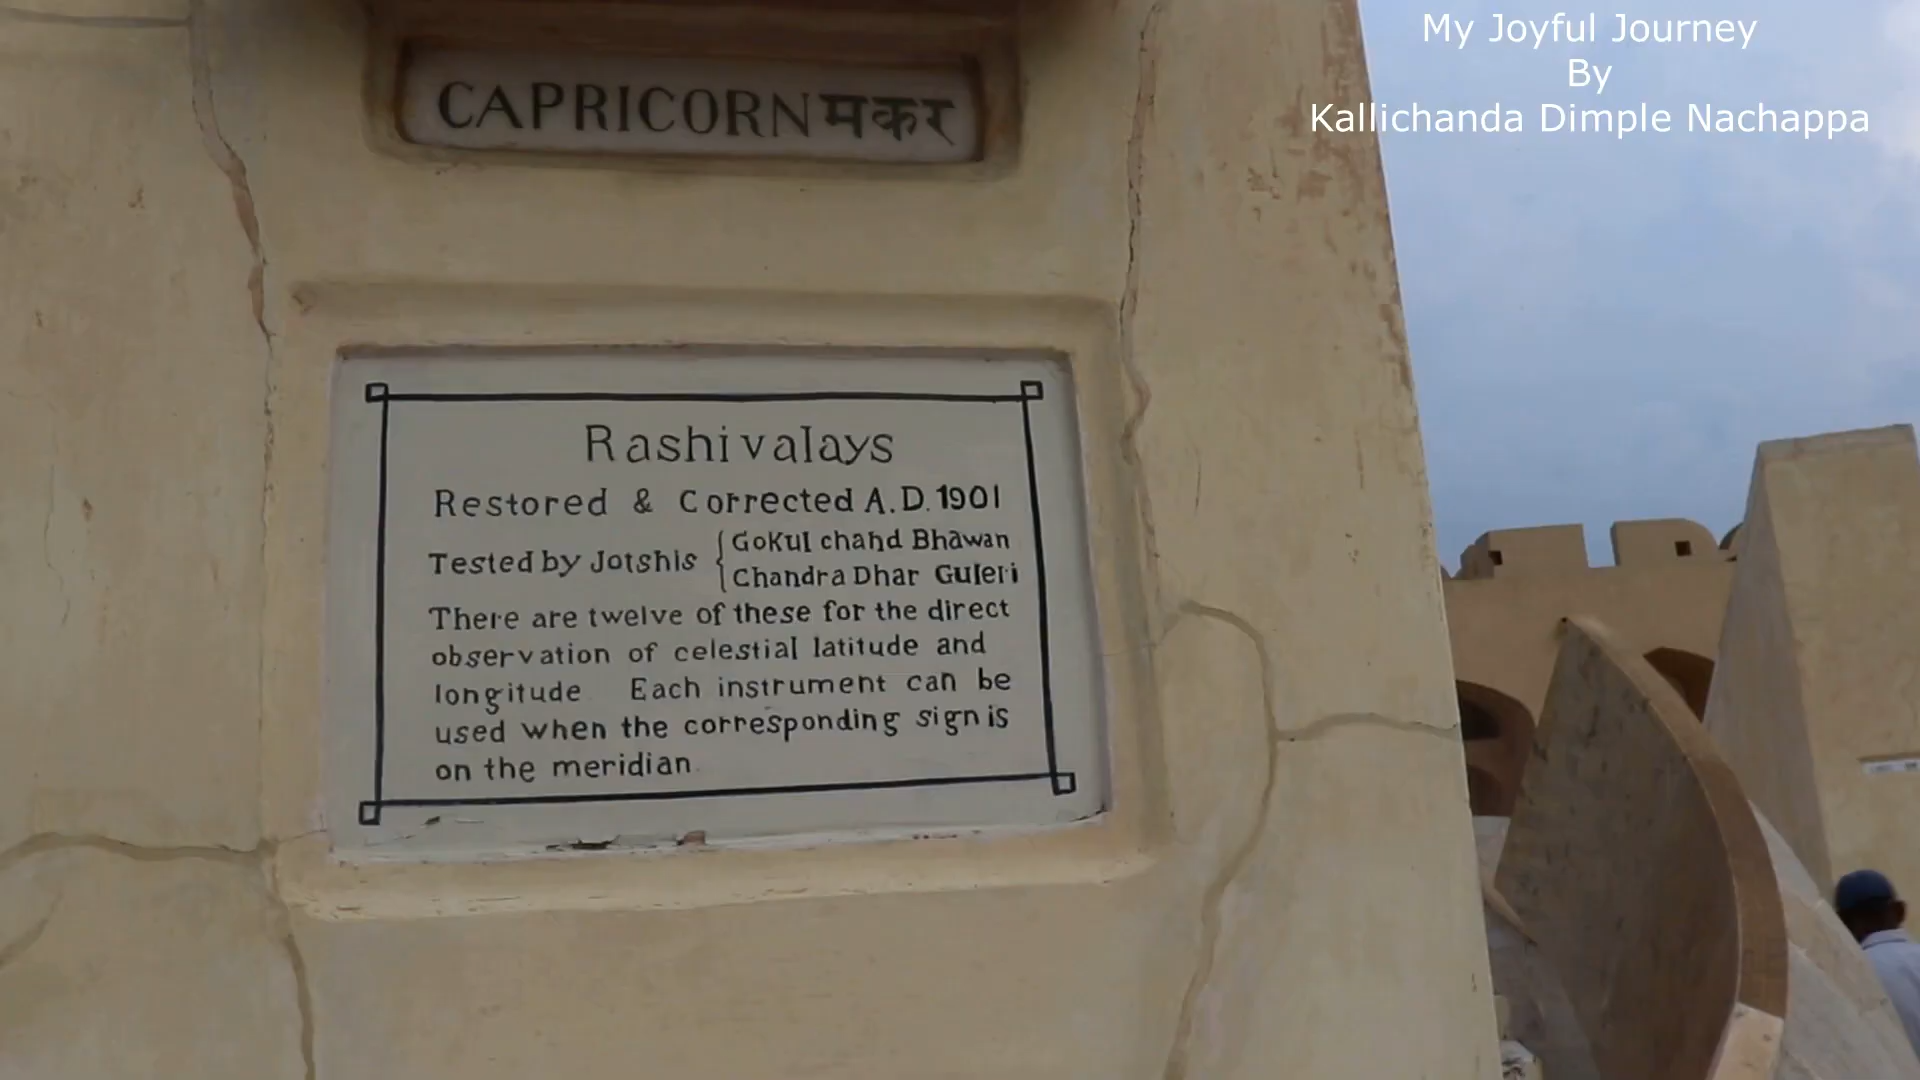 My Joyful Journey
By
Kallichanda Dimple Nachappa
CAPRICORN मकर
Rashivalays
Restored & Corrected A.D. 1901
Tested by Jotshis { Gokul chand Bhawan
Chandra Dhar Guleri
There are twelve of these for the direct
observation of celestial latitude and
longitude Each instrument can be
used when the corresponding sign is
on the meridian.